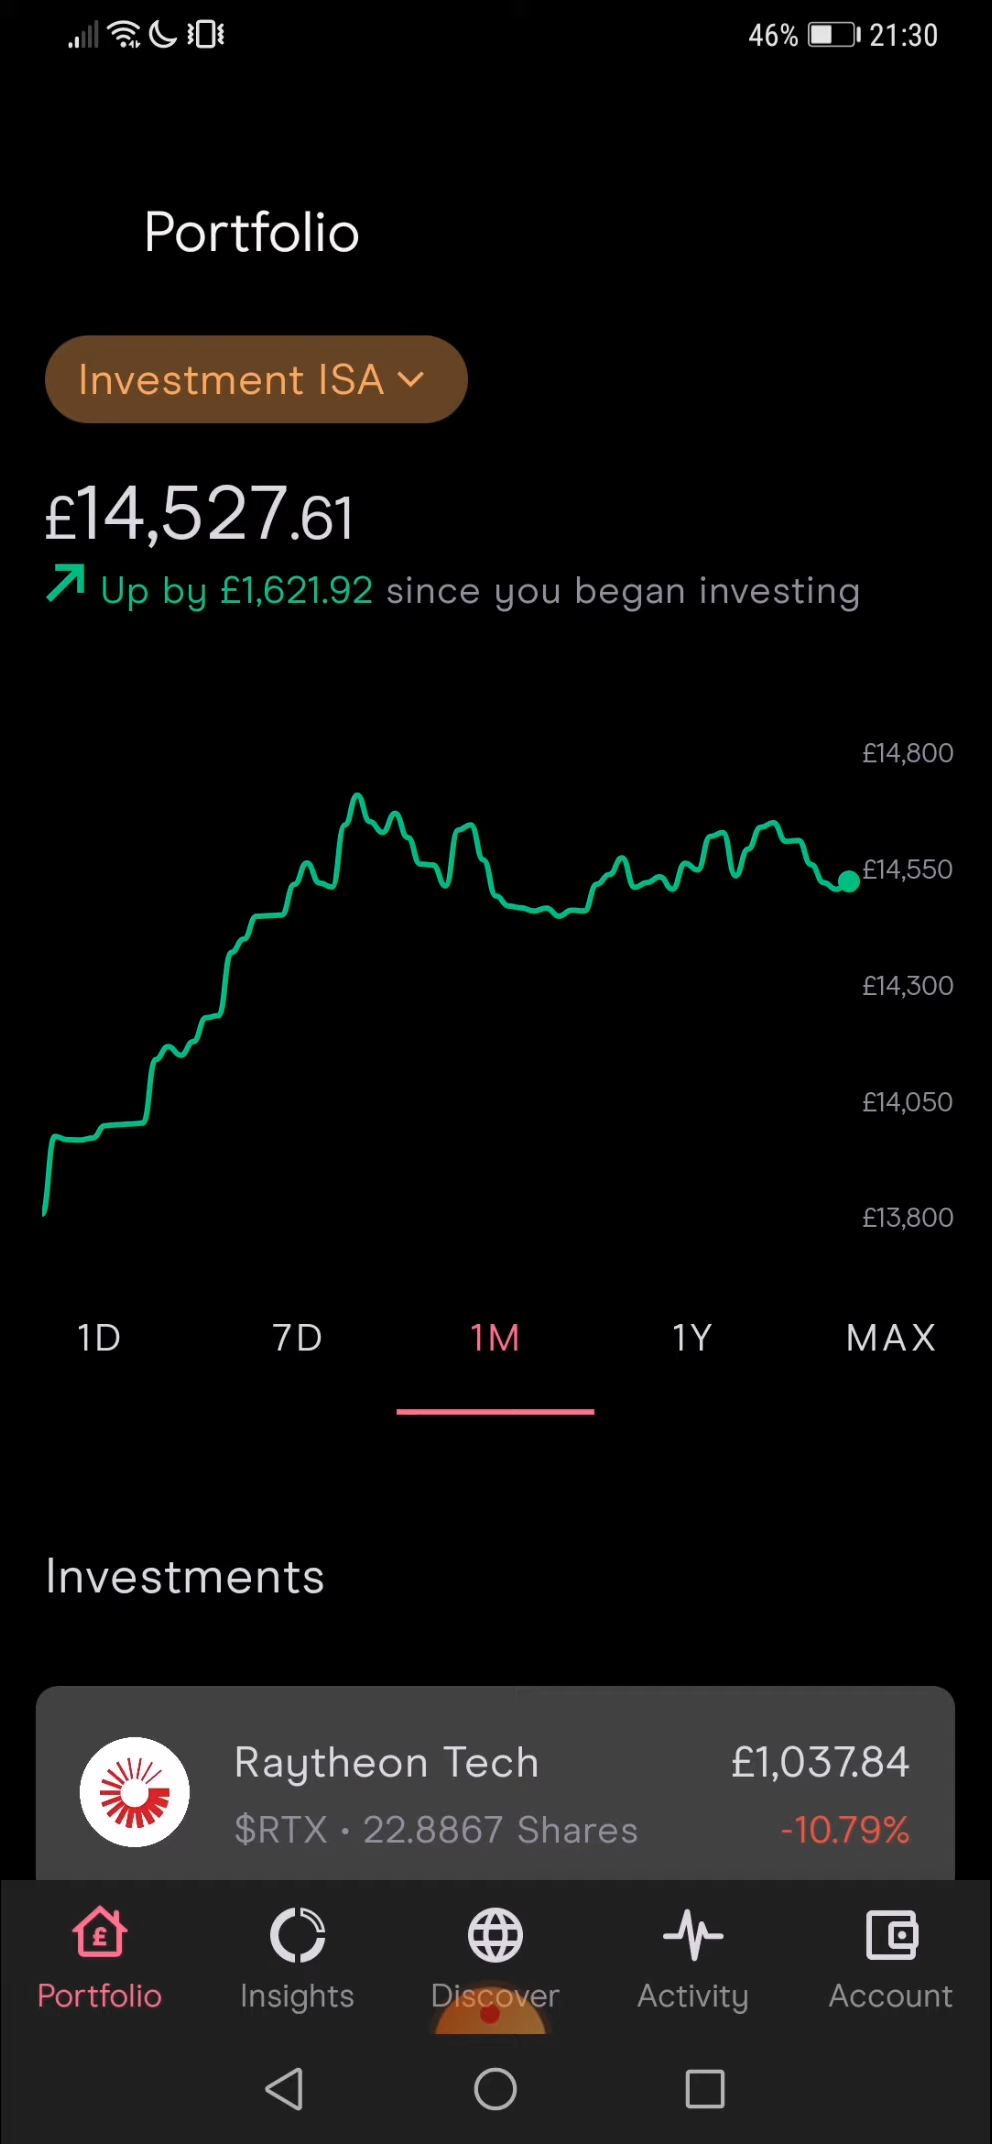 46% 21:30
Portfolio
Investment ISA
£14,527.61
Up by £1,621.92 since you began investing
£14,800
£14,550
£14,300
£14,050
£13,800
1D 7D 1M 1Y MAX
Investments
Raytheon Tech £1,037.84
$RTX • 22.8867 Shares -10.79%
£
Portfolio Insights Discover Activity Account